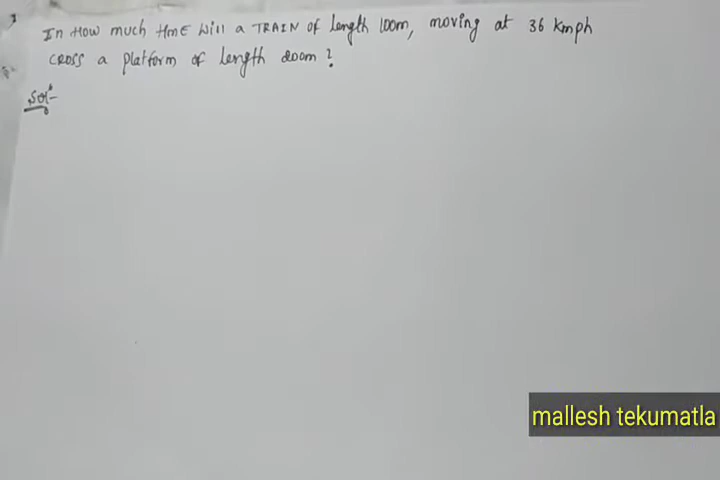 In How much time will a TRAIN of length 100m, moving at 36 kmph
cross a platform of length 200m ?
Sol:-
mallesh tekumatla